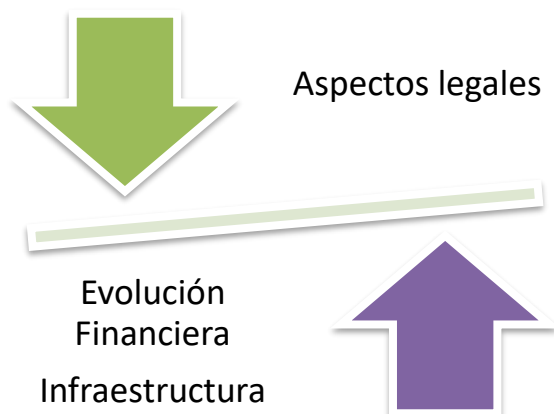 Aspectos legales
Evolución
Financiera
Infraestructura